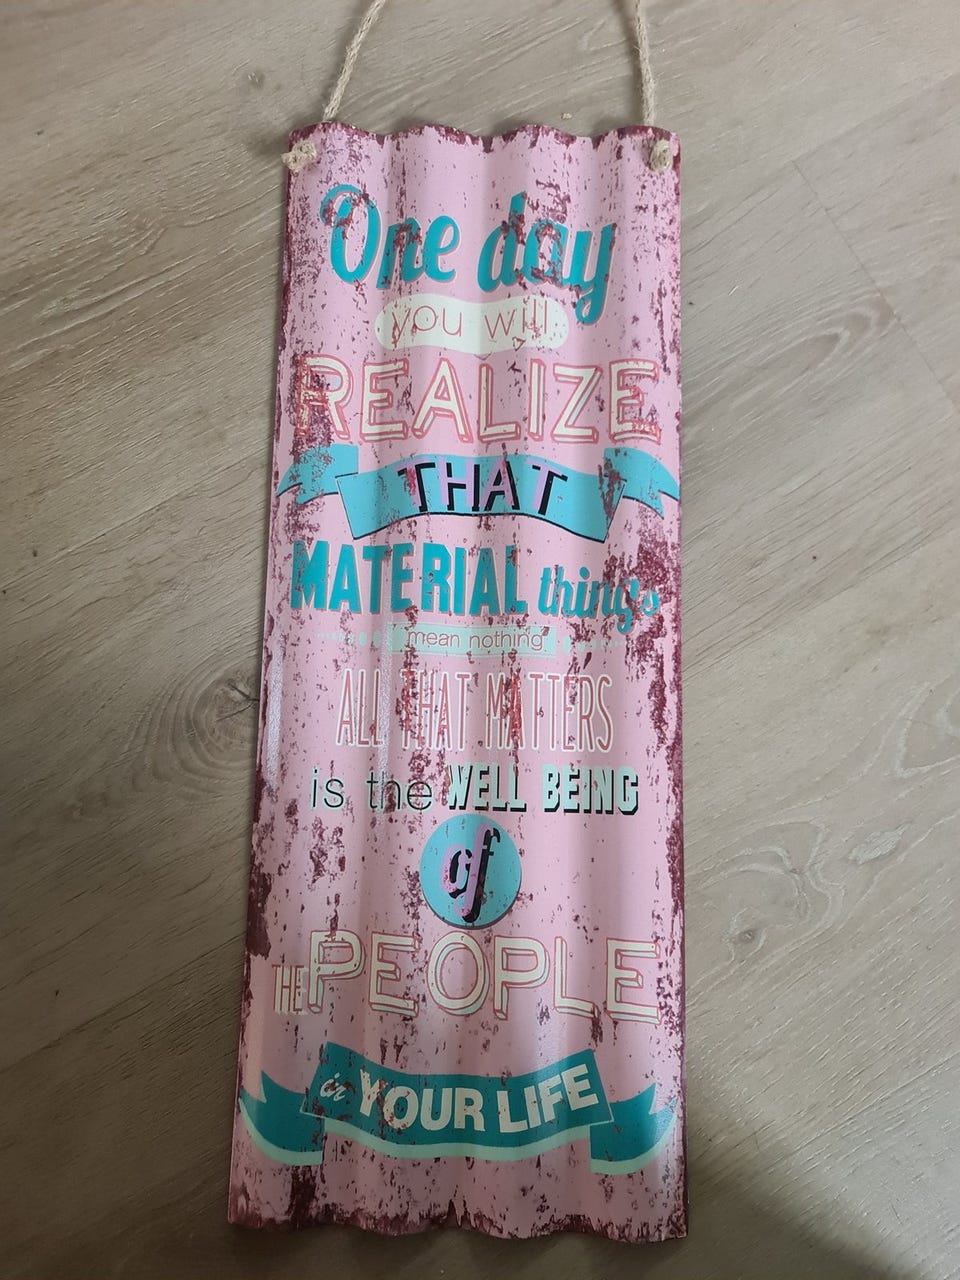 One day
you will
REALIZE
THAT
MATERIAL things
mean nothing
ALL THAT MATTERS
is the WELL BEING
of
THE PEOPLE
in YOUR LIFE